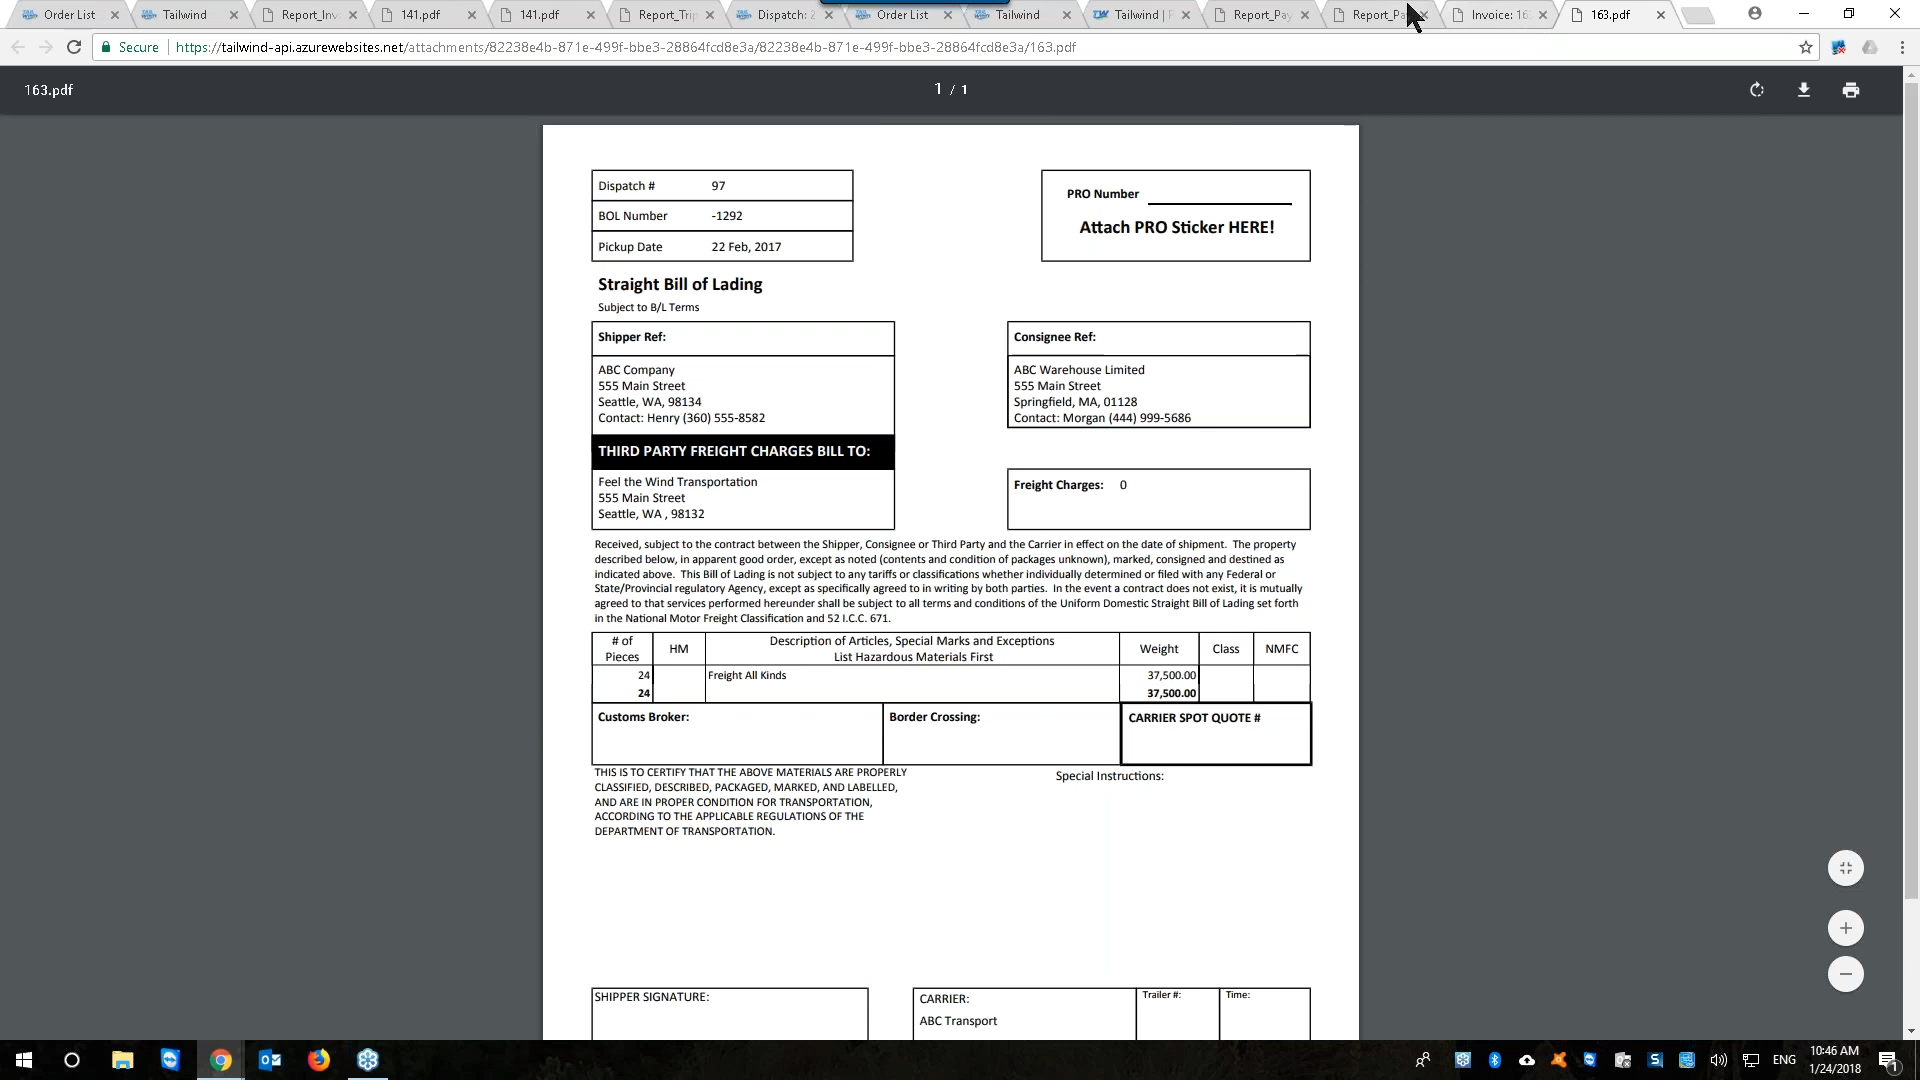 Order List
Tailwind
Report_Inv
141.pdf
141.pdf
Report_Trip
Dispatch: 2
Order List
Tailwind
Tailwind |
Report_Pay
Report_Pa
Invoice: 16
163.pdf
Secure
https://tailwind-api.azurewebsites.net/attachments/82238e4b-871e-499f-bbe3-28864fcd8e3a/82238e4b-871e-499f-bbe3-28864fcd8e3a/163.pdf
163.pdf
1 / 1
Dispatch # 97
BOL Number -1292
Pickup Date 22 Feb, 2017
PRO Number
Attach PRO Sticker HERE!
Straight Bill of Lading
Subject to B/L Terms
Shipper Ref:
ABC Company
555 Main Street
Seattle, WA, 98134
Contact: Henry (360) 555-8582
Consignee Ref:
ABC Warehouse Limited
555 Main Street
Springfield, MA, 01128
Contact: Morgan (444) 999-5686
THIRD PARTY FREIGHT CHARGES BILL TO:
Feel the Wind Transportation
555 Main Street
Seattle, WA , 98132
Freight Charges: 0
Received, subject to the contract between the Shipper, Consignee or Third Party and the Carrier in effect on the date of shipment. The property
described below, in apparent good order, except as noted (contents and condition of packages unknown), marked, consigned and destined as
indicated above. This Bill of Lading is not subject to any tariffs or classifications whether individually determined or filed with any Federal or
State/Provincial regulatory Agency, except as specifically agreed to in writing by both parties. In the event a contract does not exist, it is mutually
agreed to that services performed hereunder shall be subject to all terms and conditions of the Uniform Domestic Straight Bill of Lading set forth
in the National Motor Freight Classification and 52 I.C.C. 671.
# of Pieces
HM
Description of Articles, Special Marks and Exceptions
List Hazardous Materials First
Weight
Class
NMFC
24 Freight All Kinds 37,500.00
24 37,500.00
Customs Broker:
Border Crossing:
CARRIER SPOT QUOTE #
THIS IS TO CERTIFY THAT THE ABOVE MATERIALS ARE PROPERLY
CLASSIFIED, DESCRIBED, PACKAGED, MARKED, AND LABELLED,
AND ARE IN PROPER CONDITION FOR TRANSPORTATION,
ACCORDING TO THE APPLICABLE REGULATIONS OF THE
DEPARTMENT OF TRANSPORTATION.
Special Instructions:
SHIPPER SIGNATURE:
CARRIER:
ABC Transport
Trailer #:
Time:
ENG
10:46 AM
1/24/2018